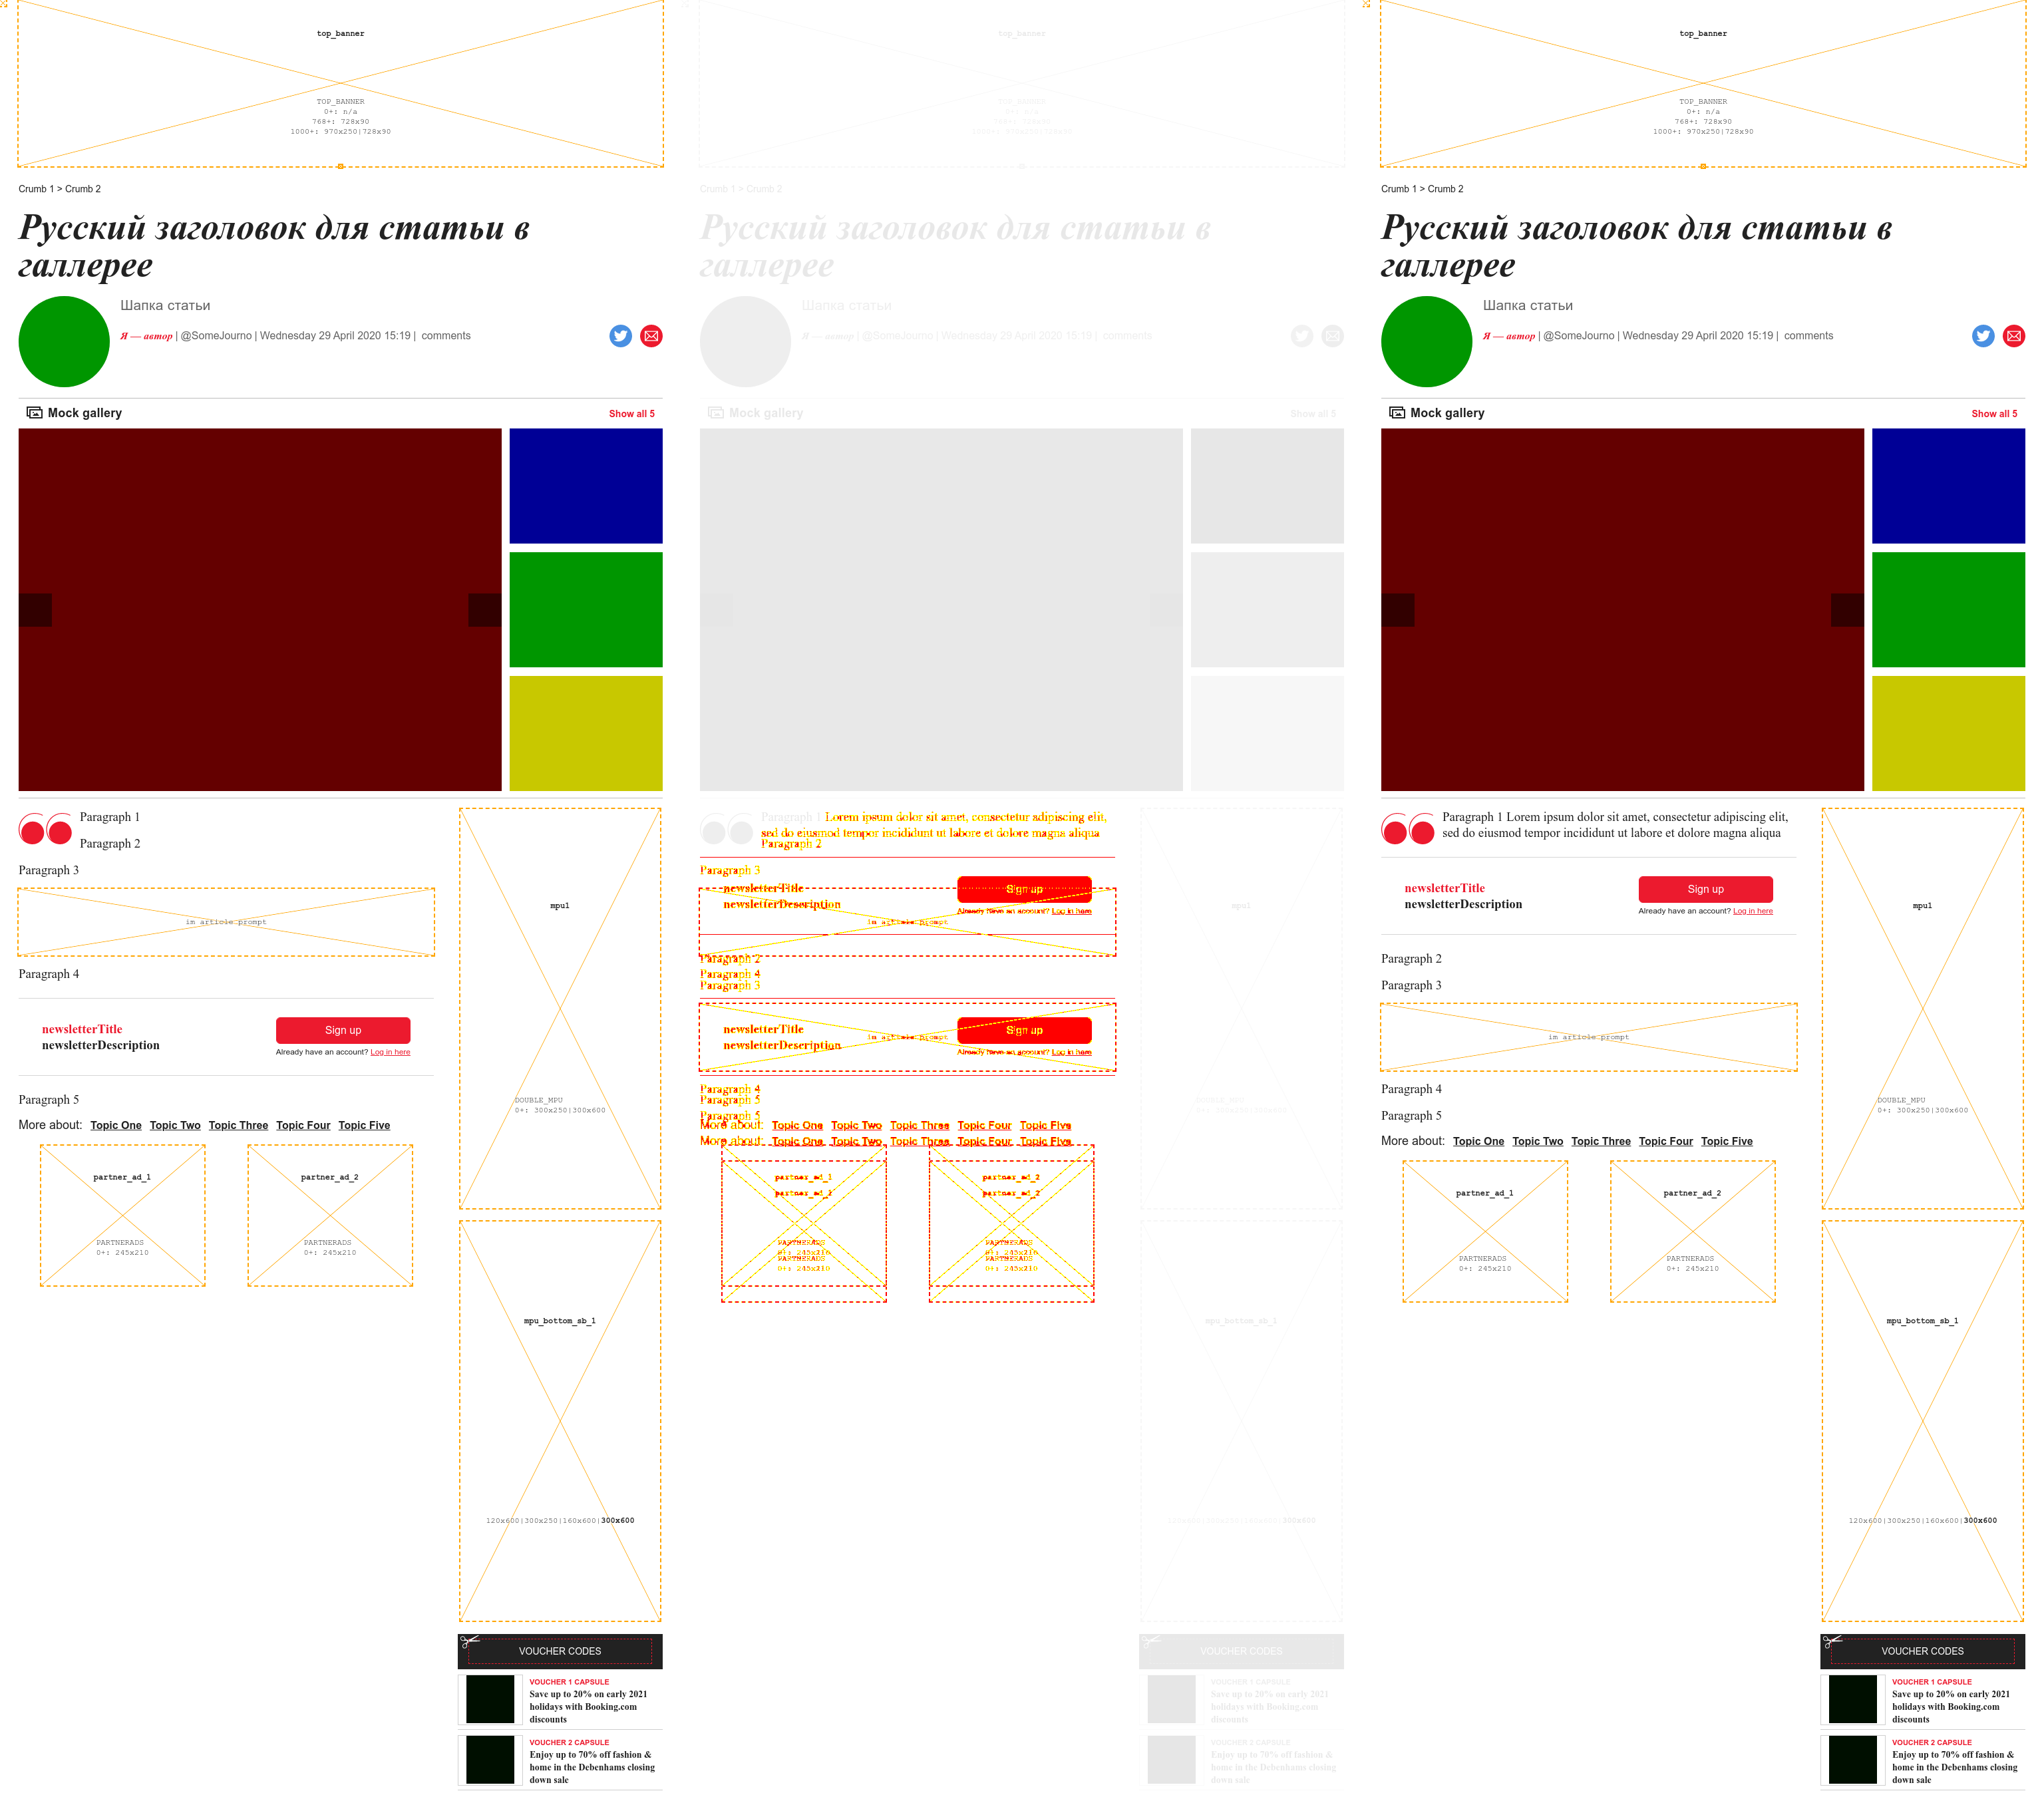 top_banner
TOP_BANNER
0+: n/a
768+: 728x90
1000+: 970x250|728x90
Crumb 1 > Crumb 2
Русский заголовок для статьи в
галлерее
Шапка статьи
Я — автор | @SomeJourno | Wednesday 29 April 2020 15:19 | comments
Mock gallery
Show all 5
Paragraph 1
Paragraph 2
Paragraph 3
im article prompt
Paragraph 4
newsletterTitle
newsletterDescription
Sign up
Already have an account? Log in here
Paragraph 5
More about: Topic One Topic Two Topic Three Topic Four Topic Five
partner_ad_1
PARTNERADS
0+: 245x210
partner_ad_2
PARTNERADS
0+: 245x210
mpu1
DOUBLE_MPU
0+: 300x250|300x600
mpu_bottom_sb_1
120x600|300x250|160x600|300x600
VOUCHER CODES
VOUCHER 1 CAPSULE
Save up to 20% on early 2021
holidays with Booking.com
discounts
VOUCHER 2 CAPSULE
Enjoy up to 70% off fashion &
home in the Debenhams closing
down sale
top_banner
TOP_BANNER
Crumb 1 > Crumb 2
Русский заголовок для статьи в
галлерее
Шапка статьи
Я — автор | @SomeJourno | Wednesday 29 April 2020 15:19 | comments
Mock gallery
Show all 5
Paragraph 1 Lorem ipsum dolor sit amet, consectetur adipiscing elit,
sed do eiusmod tempor incididunt ut labore et dolore magna aliqua
Paragraph 2
Paragraph 3
newsletterTitle
newsletterDescription
Sign up
Already have an account? Log in here
im article prompt
Paragraph 2
Paragraph 4
Paragraph 3
newsletterTitle
newsletterDescription
Sign up
Already have an account? Log in here
im article prompt
Paragraph 4
Paragraph 5
Paragraph 5
More about: Topic One Topic Two Topic Three Topic Four Topic Five
More about: Topic One Topic Two Topic Three Topic Four Topic Five
partner_ad_1
PARTNERADS
0+: 245x210
PARTNERADS
0+: 245x210
partner_ad_2
partner_ad_2
PARTNERADS
0+: 245x210
PARTNERADS
0+: 245x210
mpu1
mpu_bottom_sb_1
VOUCHER CODES
VOUCHER 1 CAPSULE
Save up to 20% on early 2021
holidays with Booking.com
discounts
VOUCHER 2 CAPSULE
Enjoy up to 70% off fashion &
home in the Debenhams closing
down sale
top_banner
TOP_BANNER
0+: n/a
768+: 728x90
1000+: 970x250|728x90
Crumb 1 > Crumb 2
Русский заголовок для статьи в
галлерее
Шапка статьи
Я — автор | @SomeJourno | Wednesday 29 April 2020 15:19 | comments
Mock gallery
Show all 5
Paragraph 1 Lorem ipsum dolor sit amet, consectetur adipiscing elit,
sed do eiusmod tempor incididunt ut labore et dolore magna aliqua
newsletterTitle
newsletterDescription
Sign up
Already have an account? Log in here
Paragraph 2
Paragraph 3
im article prompt
Paragraph 4
Paragraph 5
More about: Topic One Topic Two Topic Three Topic Four Topic Five
partner_ad_1
PARTNERADS
0+: 245x210
partner_ad_2
PARTNERADS
0+: 245x210
mpu1
DOUBLE_MPU
0+: 300x250|300x600
mpu_bottom_sb_1
120x600|300x250|160x600|300x600
VOUCHER CODES
VOUCHER 1 CAPSULE
Save up to 20% on early 2021
holidays with Booking.com
discounts
VOUCHER 2 CAPSULE
Enjoy up to 70% off fashion &
home in the Debenhams closing
down sale